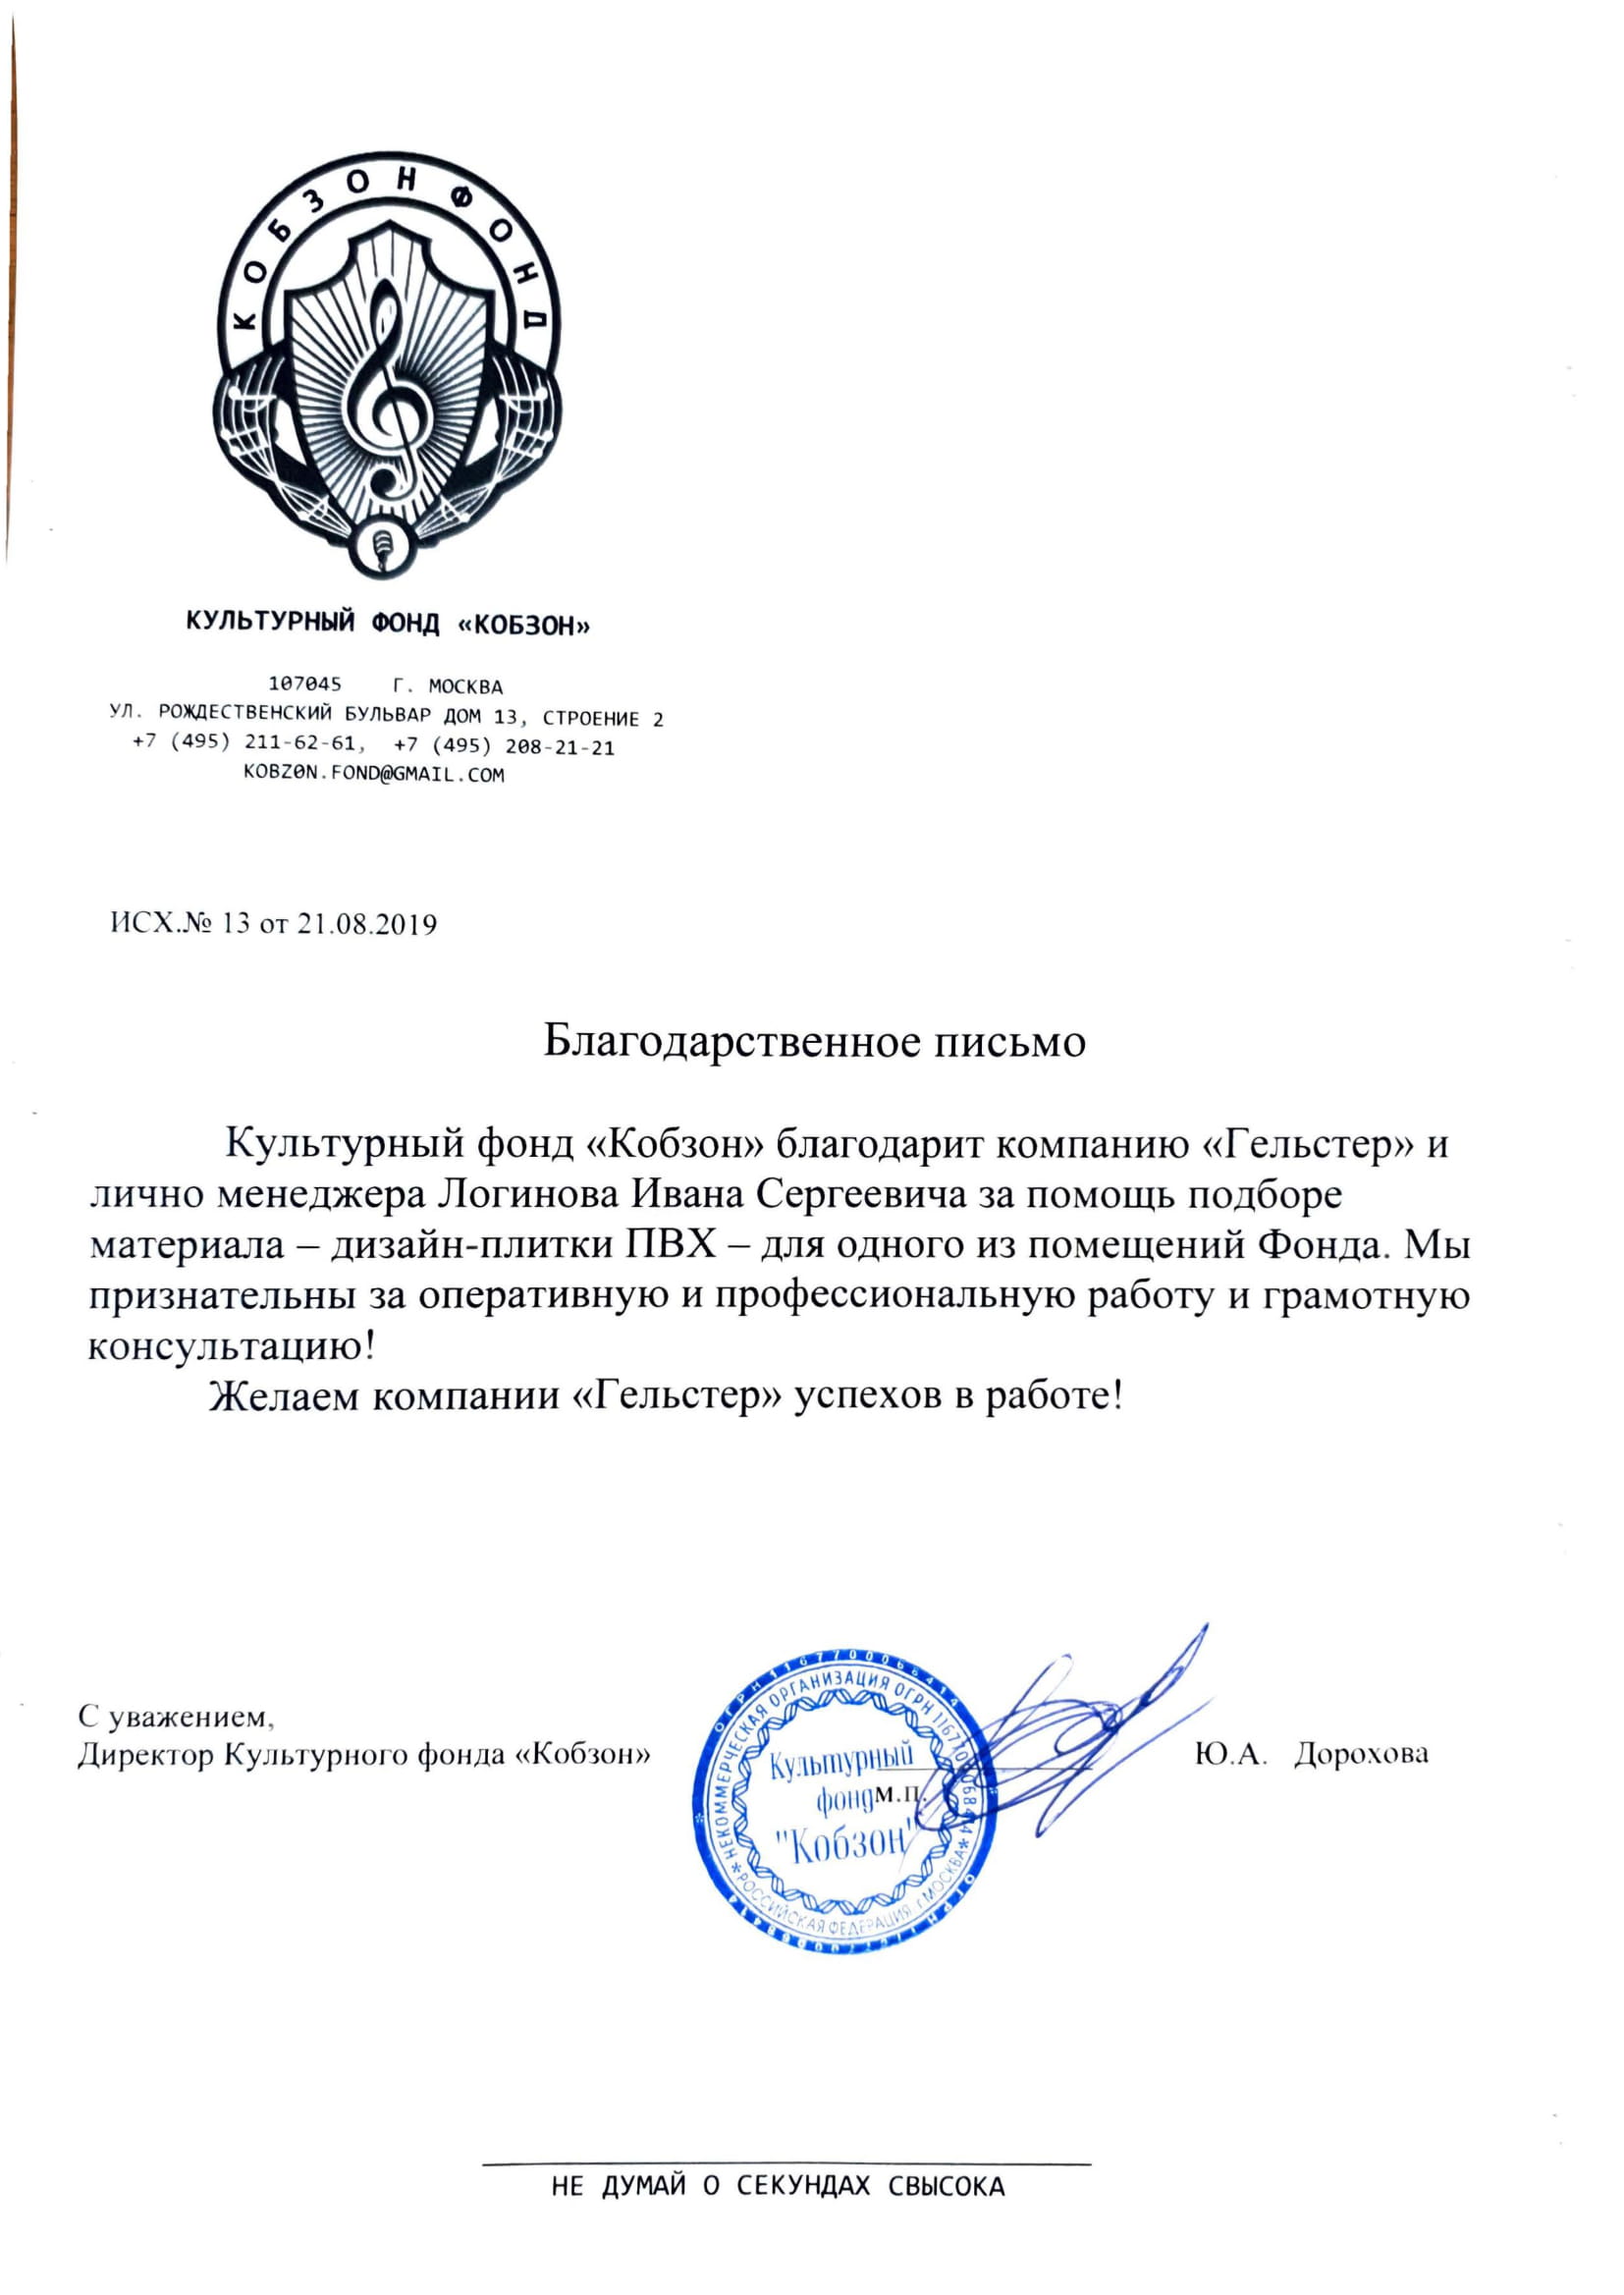 КОБЗОН ФОНД
КУЛЬТУРНЫЙ ФОНД «КОБЗОН»
107045 Г. МОСКВА
УЛ. РОЖДЕСТВЕНСКИЙ БУЛЬВАР ДОМ 13, СТРОЕНИЕ 2
+7 (495) 211-62-61, +7 (495) 208-21-21
KOBZON.FOND@GMAIL.COM
ИСХ.№ 13 от 21.08.2019
Благодарственное письмо
Культурный фонд «Кобзон» благодарит компанию «Гельстер» и
лично менеджера Логинова Ивана Сергеевича за помощь подборе
материала – дизайн-плитки ПВХ – для одного из помещений Фонда. Мы
признательны за оперативную и профессиональную работу и грамотную
консультацию!
Желаем компании «Гельстер» успехов в работе!
С уважением,
Директор Культурного фонда «Кобзон»
Ю.А. Дорохова
м.п.
НЕКОММЕРЧЕСКАЯ ОРГАНИЗАЦИЯ ОГРН
РОССИЙСКАЯ ФЕДЕРАЦИЯ г.МОСКВА
Культурный
фонд
"Кобзон"
НЕ ДУМАЙ О СЕКУНДАХ СВЫСОКА